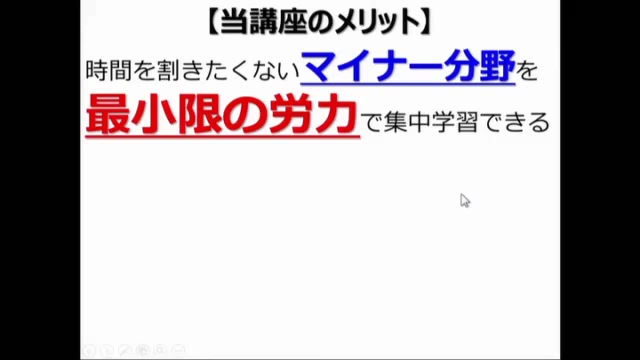 【当講座のメリット】
時間を割きたくないマイナー分野を
最小限の労力で集中学習できる